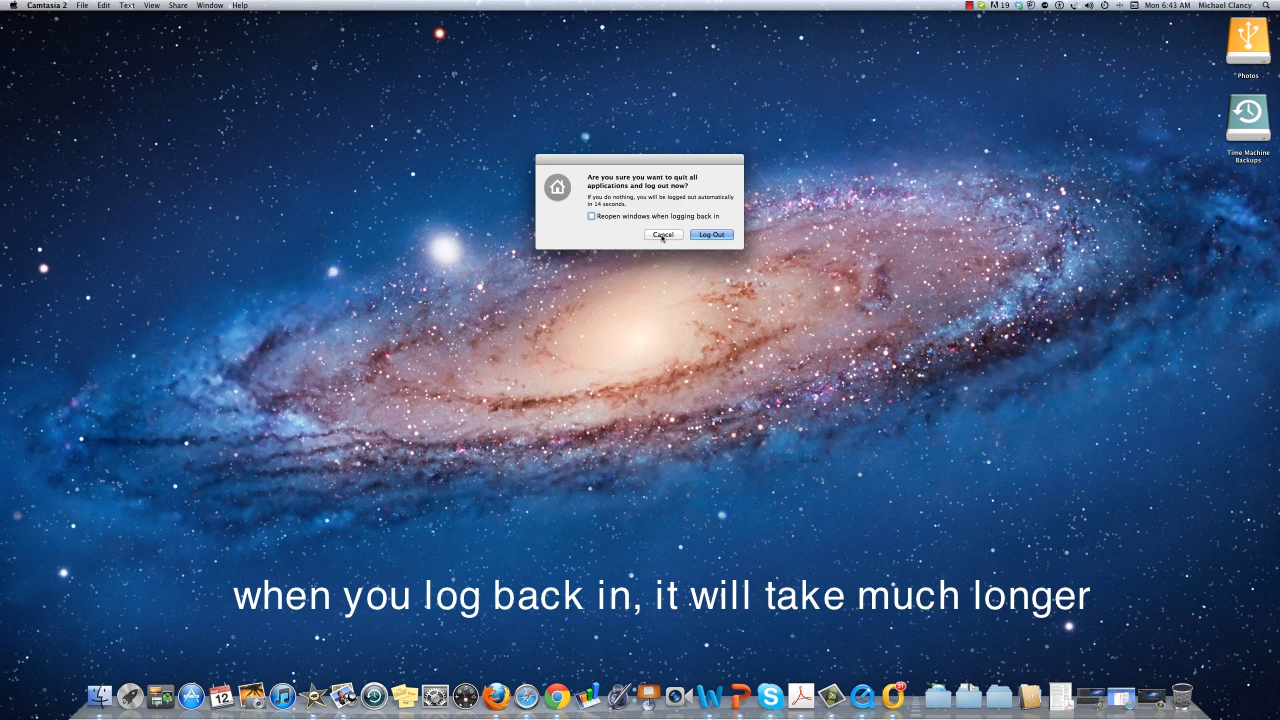 Camtasia 2 File Edit Text View Share Window Help
19 Mon 6:43 AM Michael Clancy
Photos
Time Machine
Backups
Are you sure you want to quit all
applications and log out now?
If you do nothing, you will be logged out automatically
in 14 seconds.
Reopen windows when logging back in
Cancel Log Out
when you log back in, it will take much longer
12